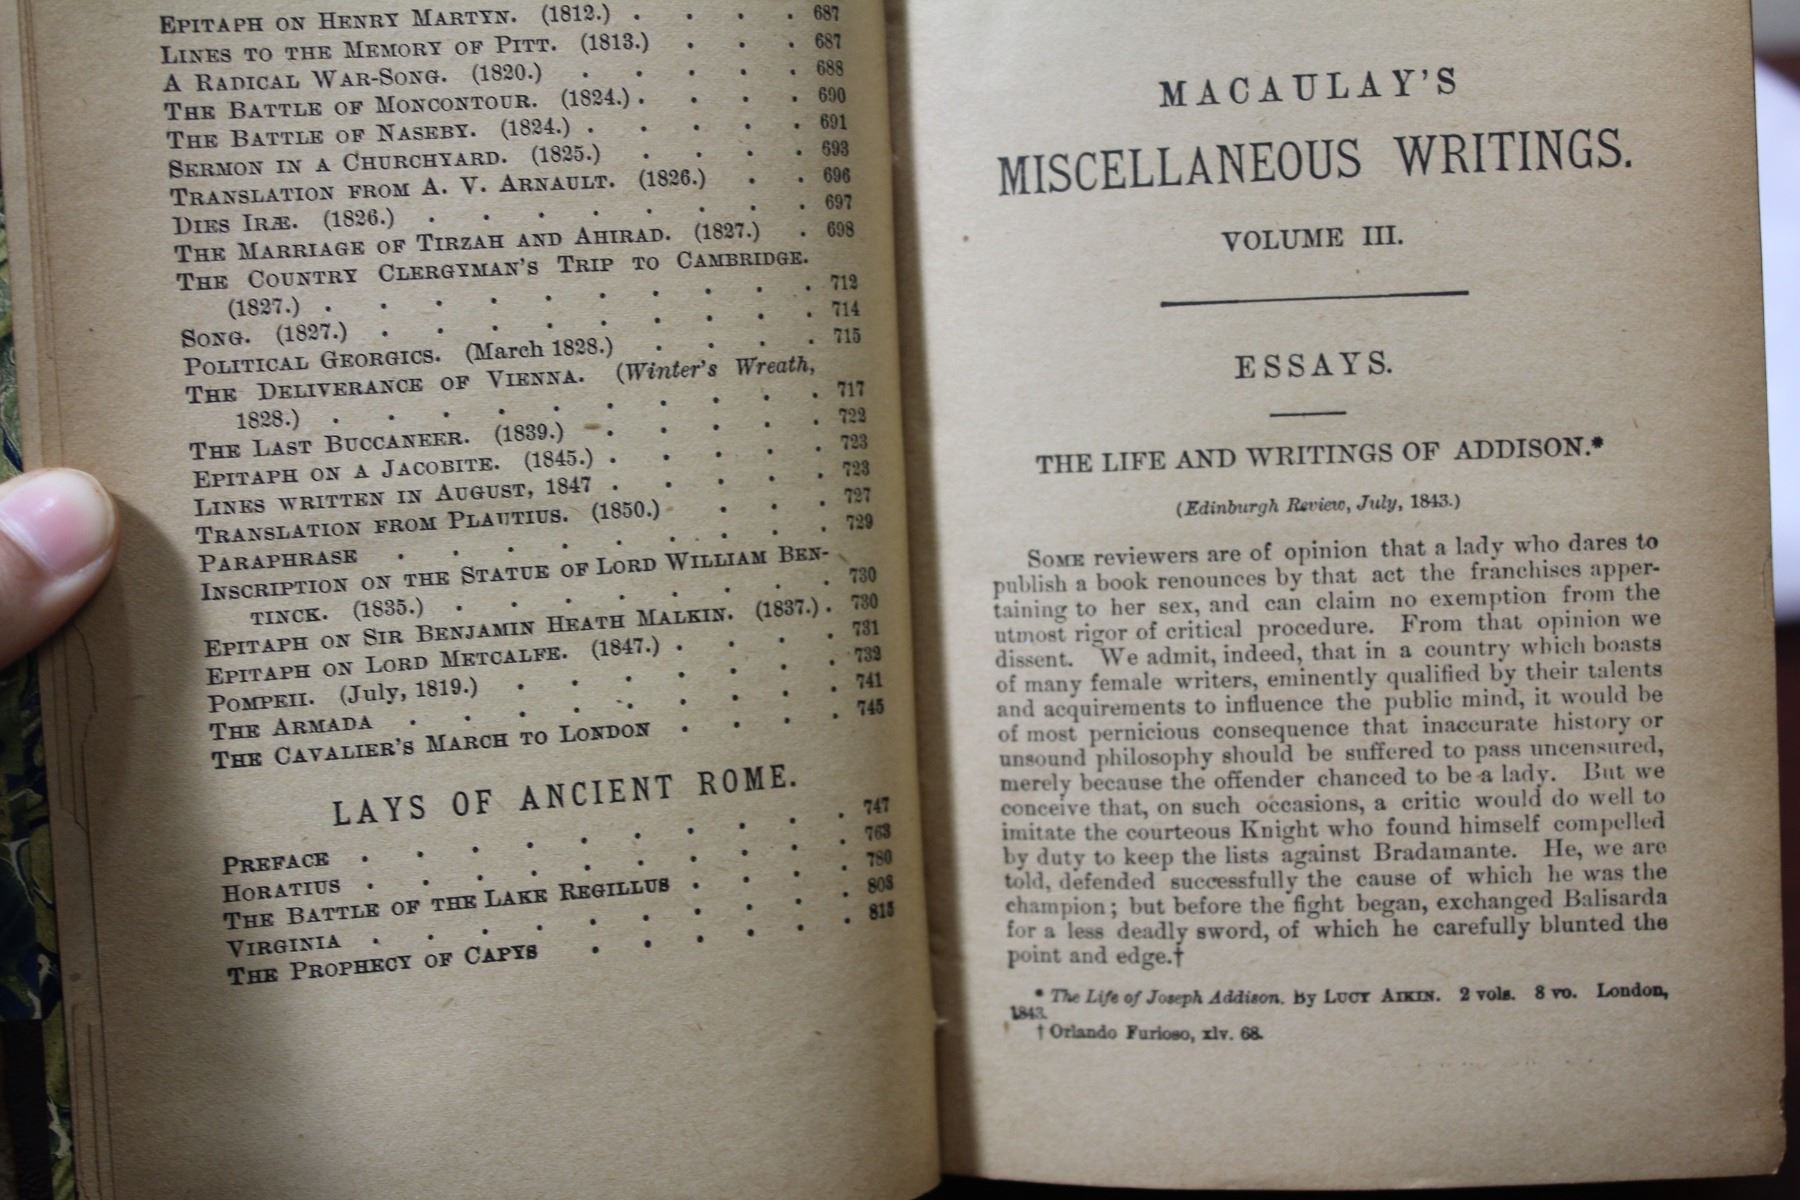 EPITAPH ON HENRY MARTYN. (1812.) . . . . 687
LINES TO THE MEMORY OF PITT. (1813.) . . . 687
A RADICAL WAR-SONG. (1820.) . . . . . 688
THE BATTLE OF MONCONTOUR. (1824.) . . . . 690
THE BATTLE OF NASEBY. (1824.) . . . . . 691
SERMON IN A CHURCHYARD. (1825.) . . . . 693
TRANSLATION FROM A. V. ARNAULT. (1826.) . . 696
DIES IRÆ. (1826.) . . . . . . . . 697
THE MARRIAGE OF TIRZAH AND AHIRAD. (1827.) . 698
THE COUNTRY CLERGYMAN'S TRIP TO CAMBRIDGE.
(1827.) . . . . . . . . . . 712
SONG. (1827.) . . . . . . . . . 714
POLITICAL GEORGICS. (March 1828.) . . . . 715
THE DELIVERANCE OF VIENNA. (Winter's Wreath,
1828.) . . . . . . . . . . 717
THE LAST BUCCANEER. (1839.) . . . . . 722
EPITAPH ON A JACOBITE. (1845.) . . . . . 723
LINES WRITTEN IN AUGUST, 1847 . . . . . 723
TRANSLATION FROM PLAUTIUS. (1850.) . . . 727
PARAPHRASE . . . . . . . . . 729
INSCRIPTION ON THE STATUE OF LORD WILLIAM BEN-
TINCK. (1835.) . . . . . . . . 730
EPITAPH ON SIR BENJAMIN HEATH MALKIN. (1837.) . 730
EPITAPH ON LORD METCALFE. (1847.) . . . . 731
POMPEII. (July, 1819.) . . . . . . . 732
THE ARMADA . . . . . . . . . 741
THE CAVALIER'S MARCH TO LONDON . . . . 745
LAYS OF ANCIENT ROME.
PREFACE . . . . . . . . . . 747
HORATIUS . . . . . . . . . 763
THE BATTLE OF THE LAKE REGILLUS . . . . 780
VIRGINIA . . . . . . . . . 803
THE PROPHECY OF CAPYS . . . . . . 815
MACAULAY'S
MISCELLANEOUS WRITINGS.
VOLUME III.
ESSAYS.
THE LIFE AND WRITINGS OF ADDISON.*
(Edinburgh Review, July, 1843.)
SOME reviewers are of opinion that a lady who dares to
publish a book renounces by that act the franchises apper-
taining to her sex, and can claim no exemption from the
utmost rigor of critical procedure. From that opinion we
dissent. We admit, indeed, that in a country which boasts
of many female writers, eminently qualified by their talents
and acquirements to influence the public mind, it would be
of most pernicious consequence that inaccurate history or
unsound philosophy should be suffered to pass uncensured,
merely because the offender chanced to be a lady. But we
conceive that, on such occasions, a critic would do well to
imitate the courteous Knight who found himself compelled
by duty to keep the lists against Bradamante. He, we are
told, defended successfully the cause of which he was the
champion; but before the fight began, exchanged Balisarda
for a less deadly sword, of which he carefully blunted the
point and edge.†
* The Life of Joseph Addison. By LUCY AIKIN. 2 vols. 8 vo. London,
1843.
† Orlando Furioso, xlv. 68.